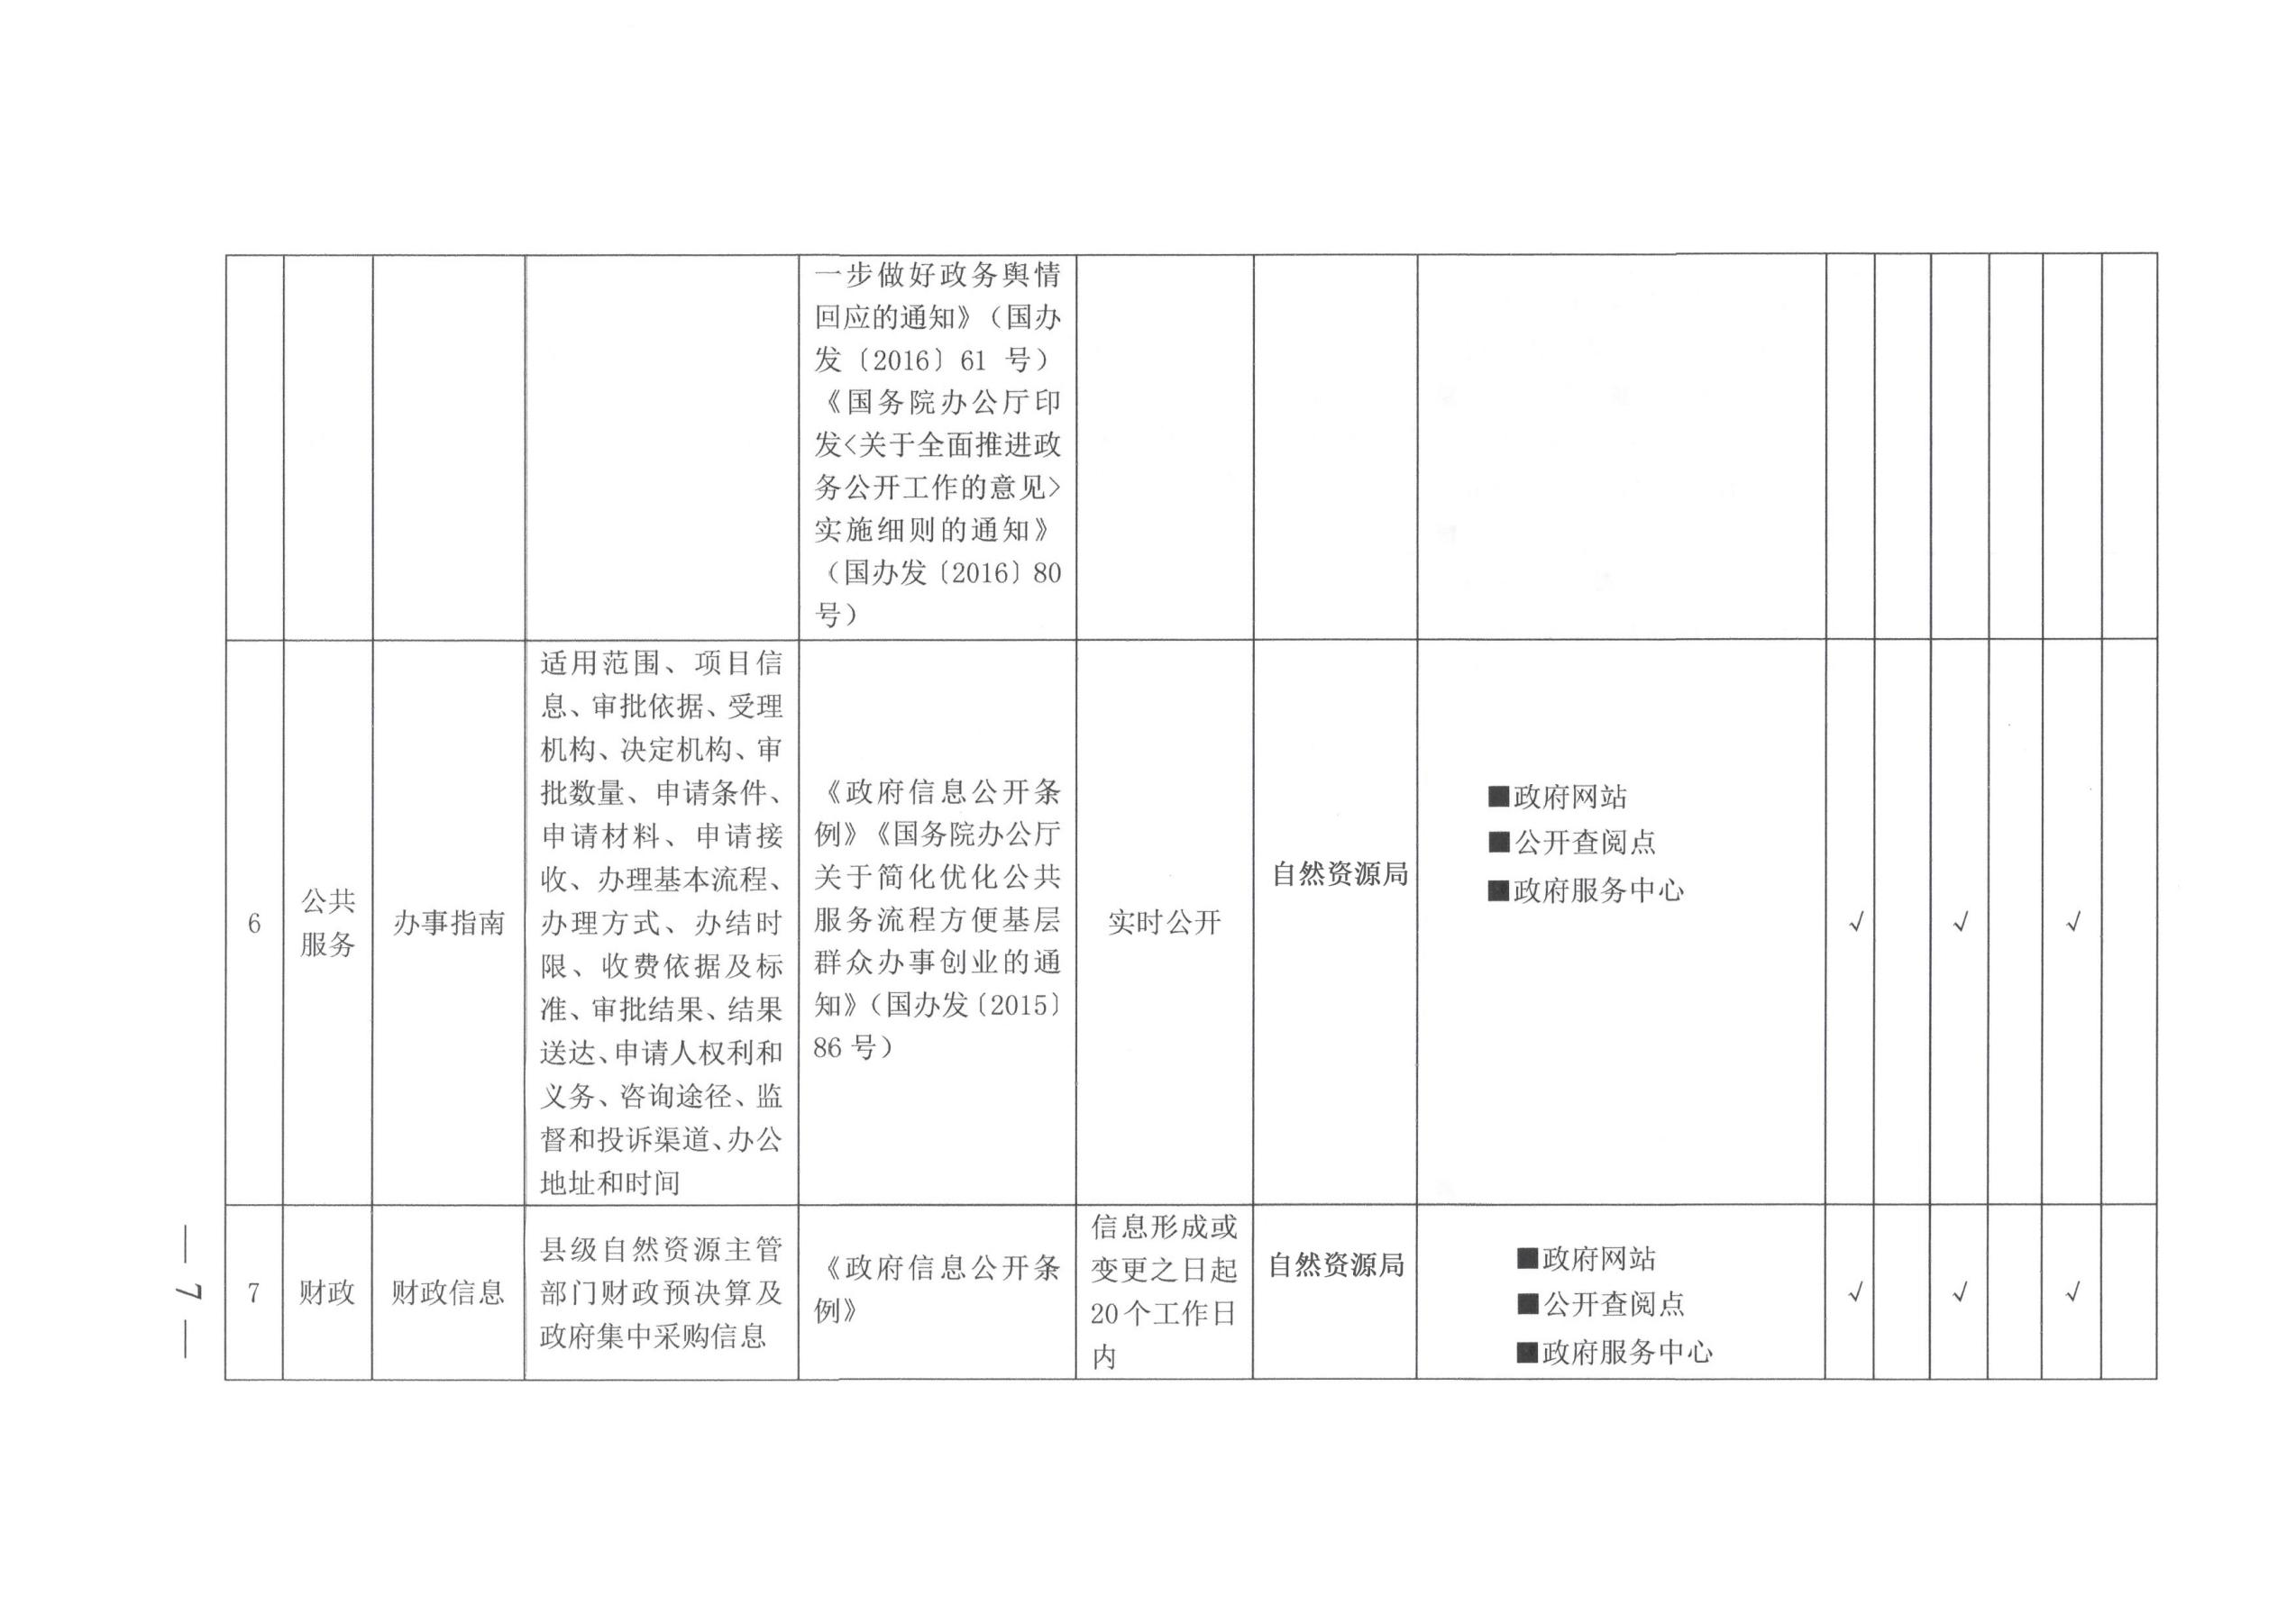 一步做好政务舆情
回应的通知》（国办
发〔2016〕61 号）
《国务院办公厅印
发<关于全面推进政
务公开工作的意见>
实施细则的通知》
（国办发〔2016〕80
号）
6
公共
服务
办事指南
适用范围、项目信
息、审批依据、受理
机构、决定机构、审
批数量、申请条件、
申请材料、申请接
收、办理基本流程、
办理方式、办结时
限、收费依据及标
准、审批结果、结果
送达、申请人权利和
义务、咨询途径、监
督和投诉渠道、办公
地址和时间
《政府信息公开条
例》《国务院办公厅
关于简化优化公共
服务流程方便基层
群众办事创业的通
知》（国办发〔2015〕
86 号）
实时公开
自然资源局
■政府网站
■公开查阅点
■政府服务中心
√
√
√
7
财政
财政信息
县级自然资源主管
部门财政预决算及
政府集中采购信息
《政府信息公开条
例》
信息形成或
变更之日起
20个工作日
内
自然资源局
■政府网站
■公开查阅点
■政府服务中心
√
√
√
— 7 —